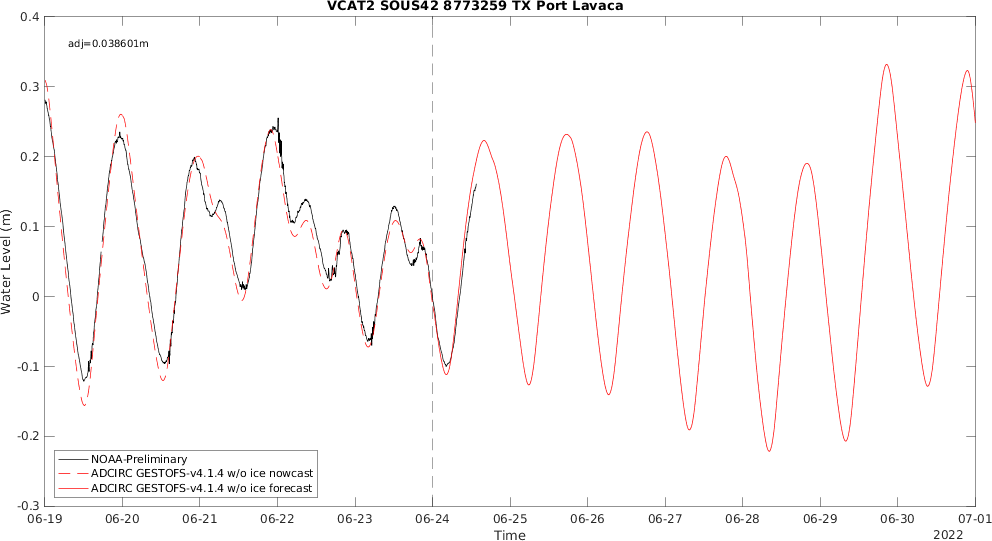 VCAT2 SOUS42 8773259 TX Port Lavaca
adj=0.038601m
Water Level (m)
0.4
0.3
0.2
0.1
0
-0.1
-0.2
-0.3
NOAA-Preliminary
ADCIRC GESTOFS-v4.1.4 w/o ice nowcast
ADCIRC GESTOFS-v4.1.4 w/o ice forecast
06-19 06-20 06-21 06-22 06-23 06-24 06-25 06-26 06-27 06-28 06-29 06-30 07-01
Time
2022